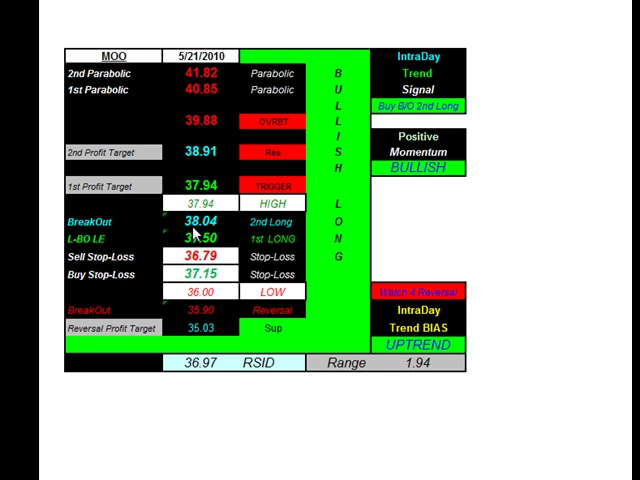 MOO 5/21/2010 IntraDay
2nd Parabolic 41.82 Parabolic B Trend
1st Parabolic 40.85 Parabolic U Signal
L Buy B/O 2nd Long
39.88 OVRBT L
I Positive
2nd Profit Target 38.91 Res S Momentum
H BULLISH
1st Profit Target 37.94 TRIGGER
37.94 HIGH L
BreakOut 38.04 2nd Long O
L-BO LE 1st LONG N
Sell Stop-Loss 36.79 Stop-Loss G
Buy Stop-Loss 37.15 Stop-Loss
36.00 LOW Watch 4 Reversal
BreakOut 35.90 Reversal IntraDay
Reversal Profit Target 35.03 Sup Trend BIAS
UPTREND
36.97 RSID Range 1.94